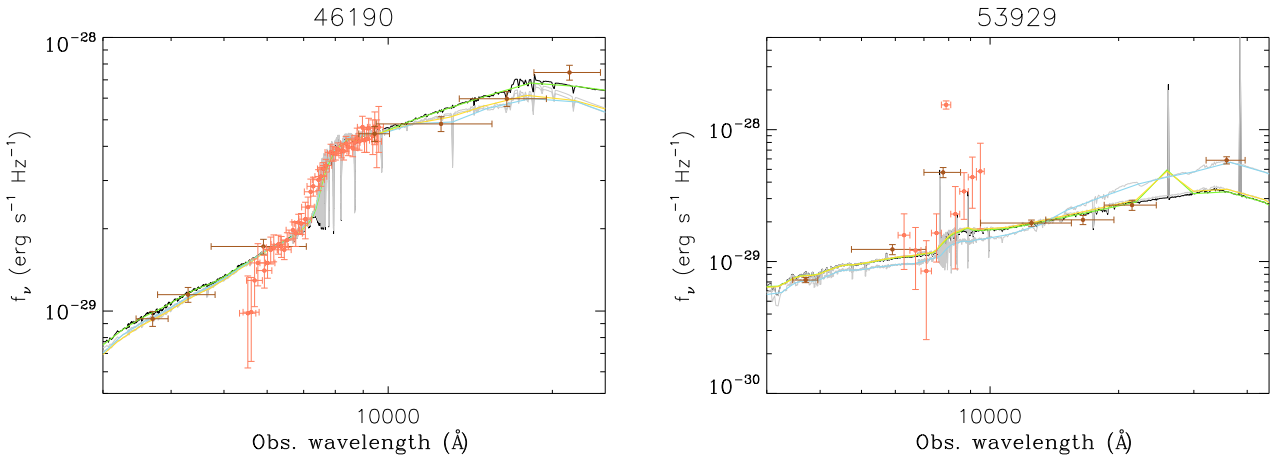 46190
10⁻²⁸
10⁻²⁹
f_ν (erg s⁻¹ Hz⁻¹)
10000
Obs. wavelength (Å)
53929
10⁻²⁸
10⁻²⁹
10⁻³⁰
f_ν (erg s⁻¹ Hz⁻¹)
10000
Obs. wavelength (Å)